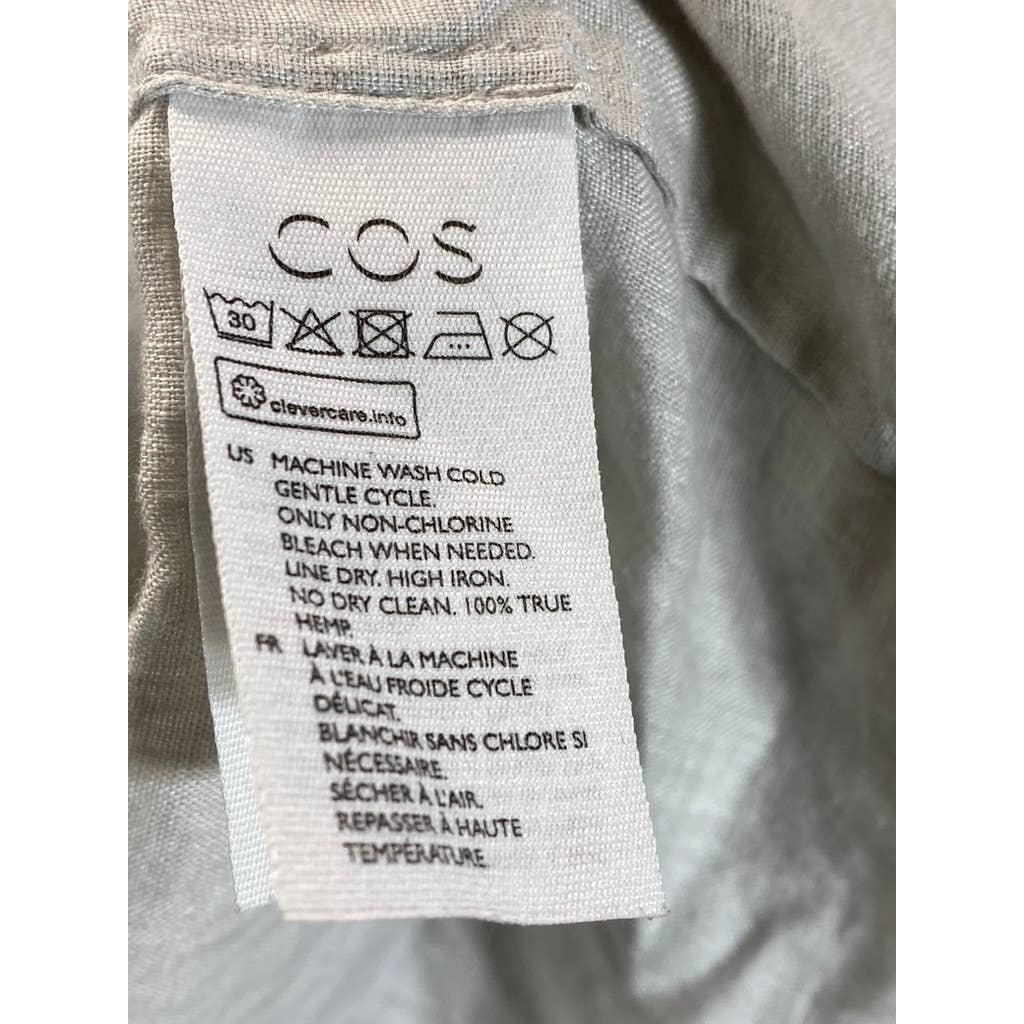 COS
30
clevercare.info
US MACHINE WASH COLD
GENTLE CYCLE.
ONLY NON-CHLORINE
BLEACH WHEN NEEDED.
LINE DRY. HIGH IRON.
NO DRY CLEAN. 100% TRUE
HEMP.
FR LAVER À LA MACHINE
À L'EAU FROIDE CYCLE
DÉLICAT.
BLANCHIR SANS CHLORE SI
NÉCESSAIRE.
SÉCHER À L'AIR.
REPASSER À HAUTE
TEMPÉRATURE